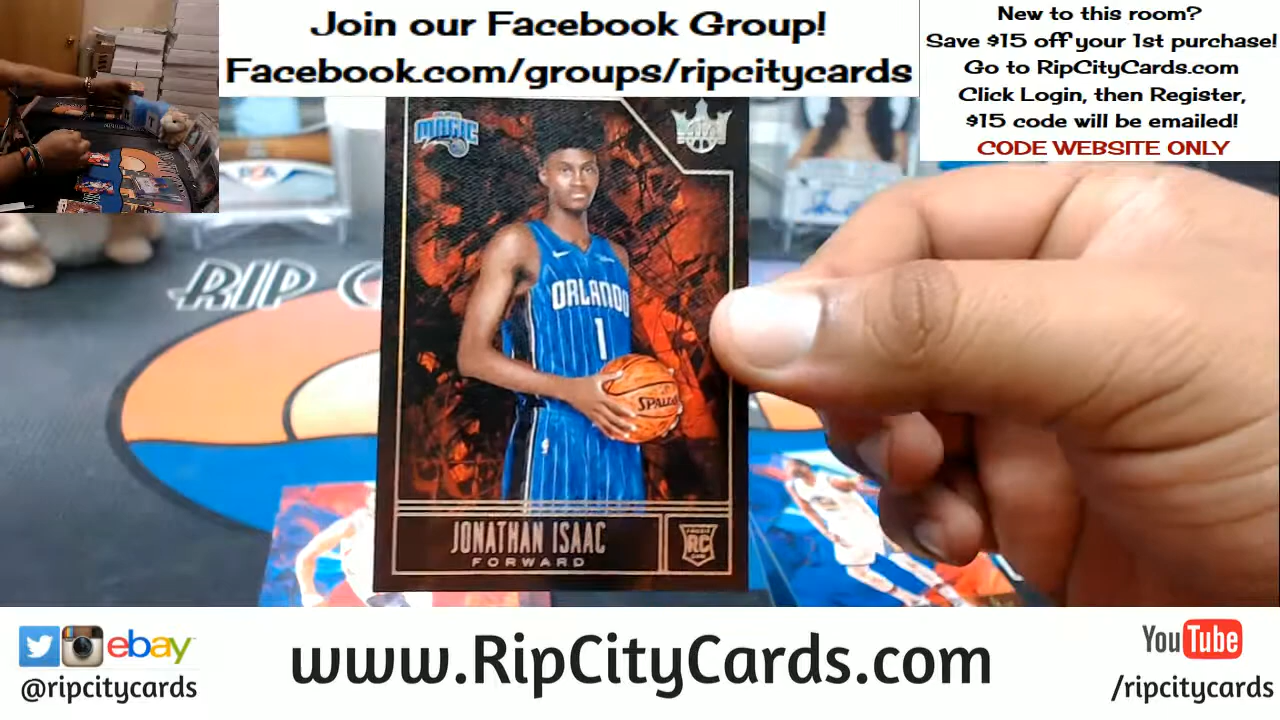 Join our Facebook Group!
Facebook.com/groups/ripcitycards
New to this room?
Save $15 off your 1st purchase!
Go to RipCityCards.com
Click Login, then Register,
$15 code will be emailed!
CODE WEBSITE ONLY
MAGIC
PSA
RIP C
ORLANDO
1
SPALD
JONATHAN ISAAC
FORWARD
RC
ebay
@ripcitycards
www.RipCityCards.com
YouTube
/ripcitycards